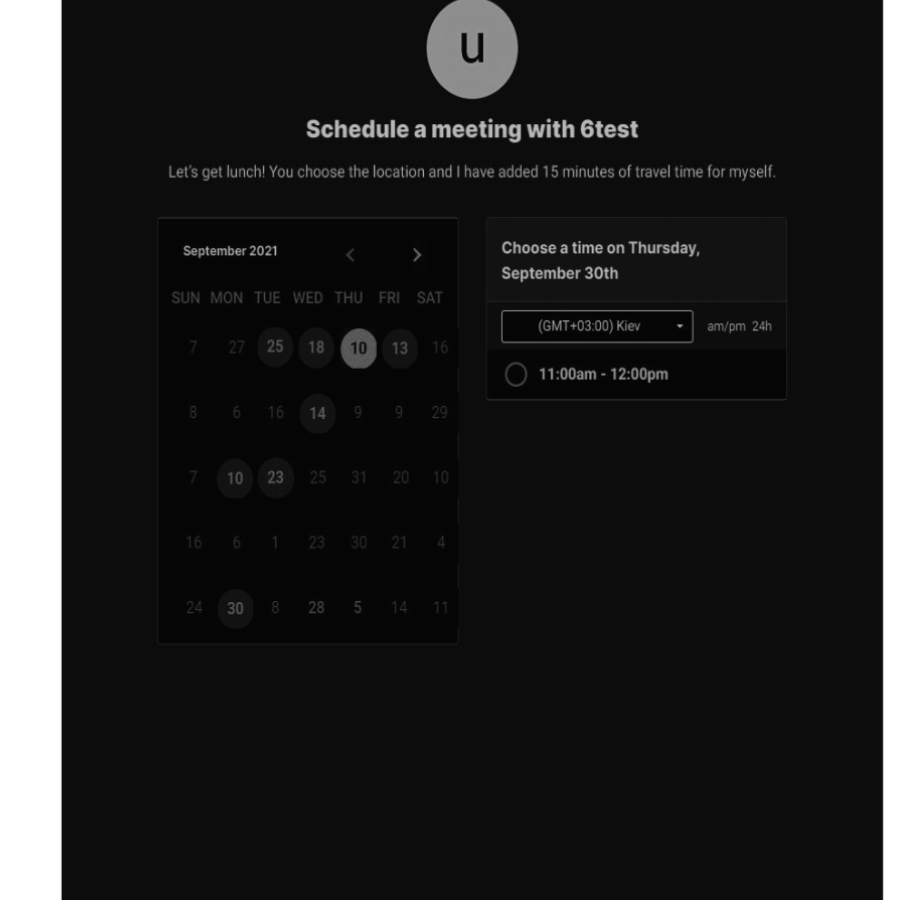 u
Schedule a meeting with 6test
Let's get lunch! You choose the location and I have added 15 minutes of travel time for myself.
September 2021
SUN MON TUE WED THU FRI SAT
7 27 25 18 10 13 16
8 6 16 14 9 9 29
7 10 23 25 31 20 10
16 6 1 23 30 21 4
24 30 8 28 5 14 11
Choose a time on Thursday,
September 30th
(GMT+03:00) Kiev am/pm 24h
11:00am - 12:00pm